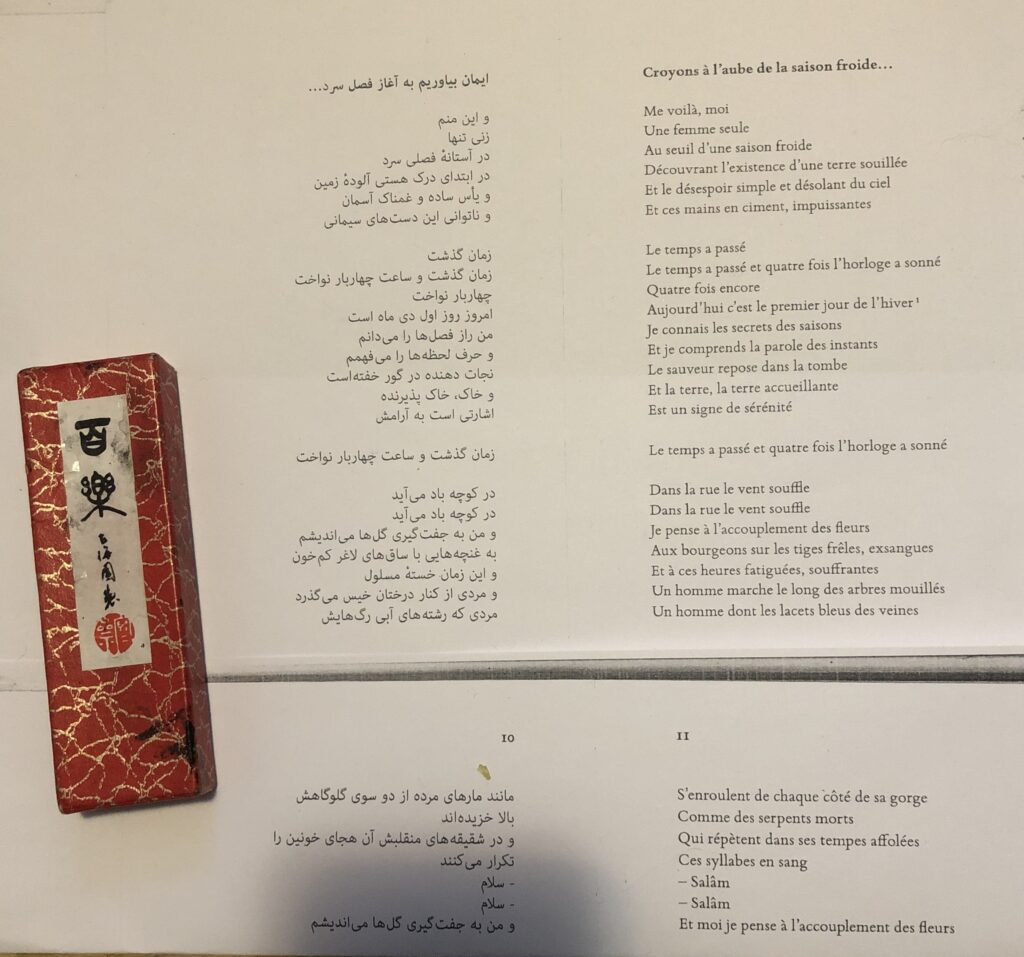 ایمان بیاوریم به آغاز فصل سرد...
و این منم
زنی تنها
در آستانهٔ فصلی سرد
در ابتدای درک هستی آلودهٔ زمین
و یأس ساده و غمناک آسمان
و ناتوانی این دست‌های سیمانی
زمان گذشت
زمان گذشت و ساعت چهاربار نواخت
چهاربار نواخت
امروز روز اول دی ماه است
من راز فصل‌ها را می‌دانم
و حرف لحظه‌ها را می‌فهمم
نجات دهنده در گور خفته‌است
و خاک، خاک پذیرنده
اشارتی است به آرامش
زمان گذشت و ساعت چهاربار نواخت
در کوچه باد می‌آید
در کوچه باد می‌آید
و من به جفت‌گیری گل‌ها می‌اندیشم
به غنچه‌هایی با ساق‌های لاغر کم‌خون
و این زمان خستهٔ مسلول
و مردی از کنار درختان خیس می‌گذرد
مردی که رشته‌های آبی رگ‌هایش
Croyons à l’aube de la saison froide…
Me voilà, moi
Une femme seule
Au seuil d’une saison froide
Découvrant l’existence d’une terre souillée
Et le désespoir simple et désolant du ciel
Et ces mains en ciment, impuissantes
Le temps a passé
Le temps a passé et quatre fois l’horloge a sonné
Quatre fois encore
Aujourd’hui c’est le premier jour de l’hiver¹
Je connais les secrets des saisons
Et je comprends la parole des instants
Le sauveur repose dans la tombe
Et la terre, la terre accueillante
Est un signe de sérénité
Le temps a passé et quatre fois l’horloge a sonné
Dans la rue le vent souffle
Dans la rue le vent souffle
Je pense à l’accouplement des fleurs
Aux bourgeons sur les tiges frêles, exsangues
Et à ces heures fatiguées, souffrantes
Un homme marche le long des arbres mouillés
Un homme dont les lacets bleus des veines
百樂
10
مانند مارهای مرده از دو سوی گلوگاهش
بالا خزیده‌اند
و در شقیقه‌های منقلبش آن هجای خونین را
تکرار می‌کنند
- سلام
- سلام
و من به جفت‌گیری گل‌ها می‌اندیشم
11
S’enroulent de chaque côté de sa gorge
Comme des serpents morts
Qui répètent dans ses tempes affolées
Ces syllabes en sang
– Salâm
– Salâm
Et moi je pense à l’accouplement des fleurs